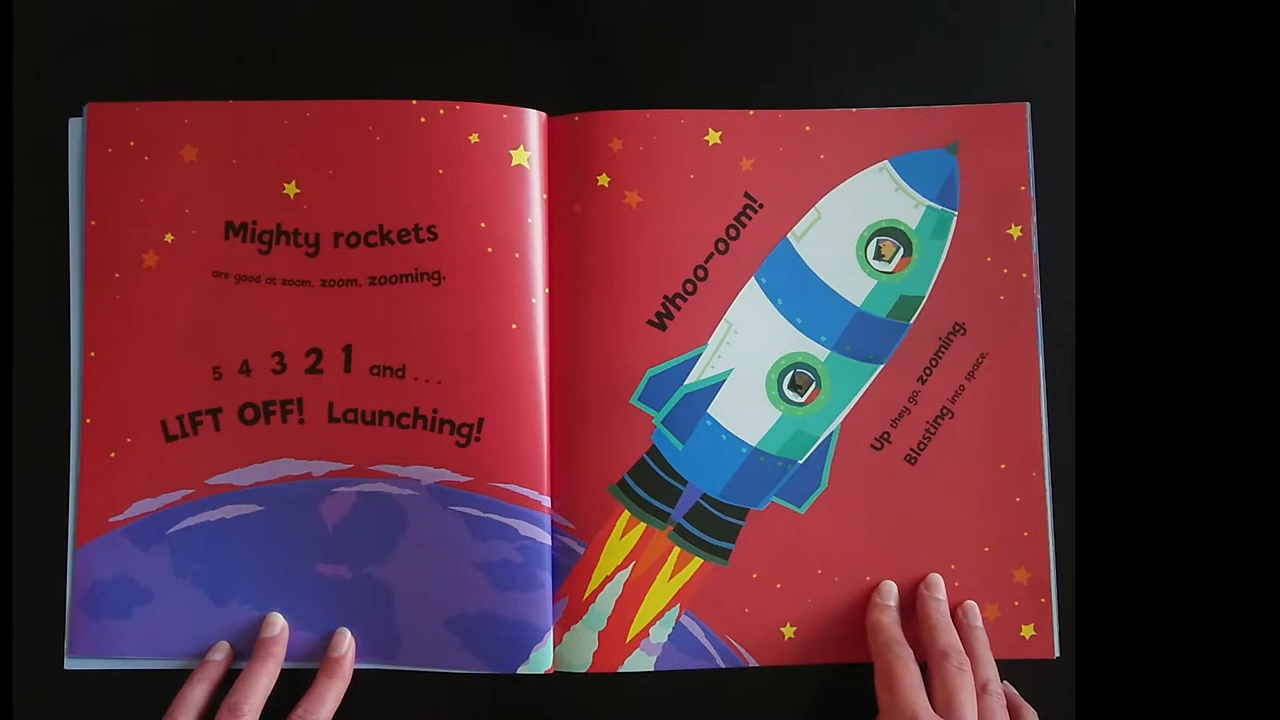 Mighty rockets
are good at zoom, zoom, zooming,
5 4 3 2 1 and . . .
LIFT OFF! Launching!
Whoo-oom!
Up they go, zooming,
Blasting into space.